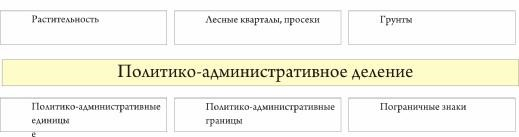 Растительность
Лесные кварталы, просеки
Грунты
Политико-административное деление
Политико-административные
единицы
е
Политико-административные
границы
Пограничные знаки